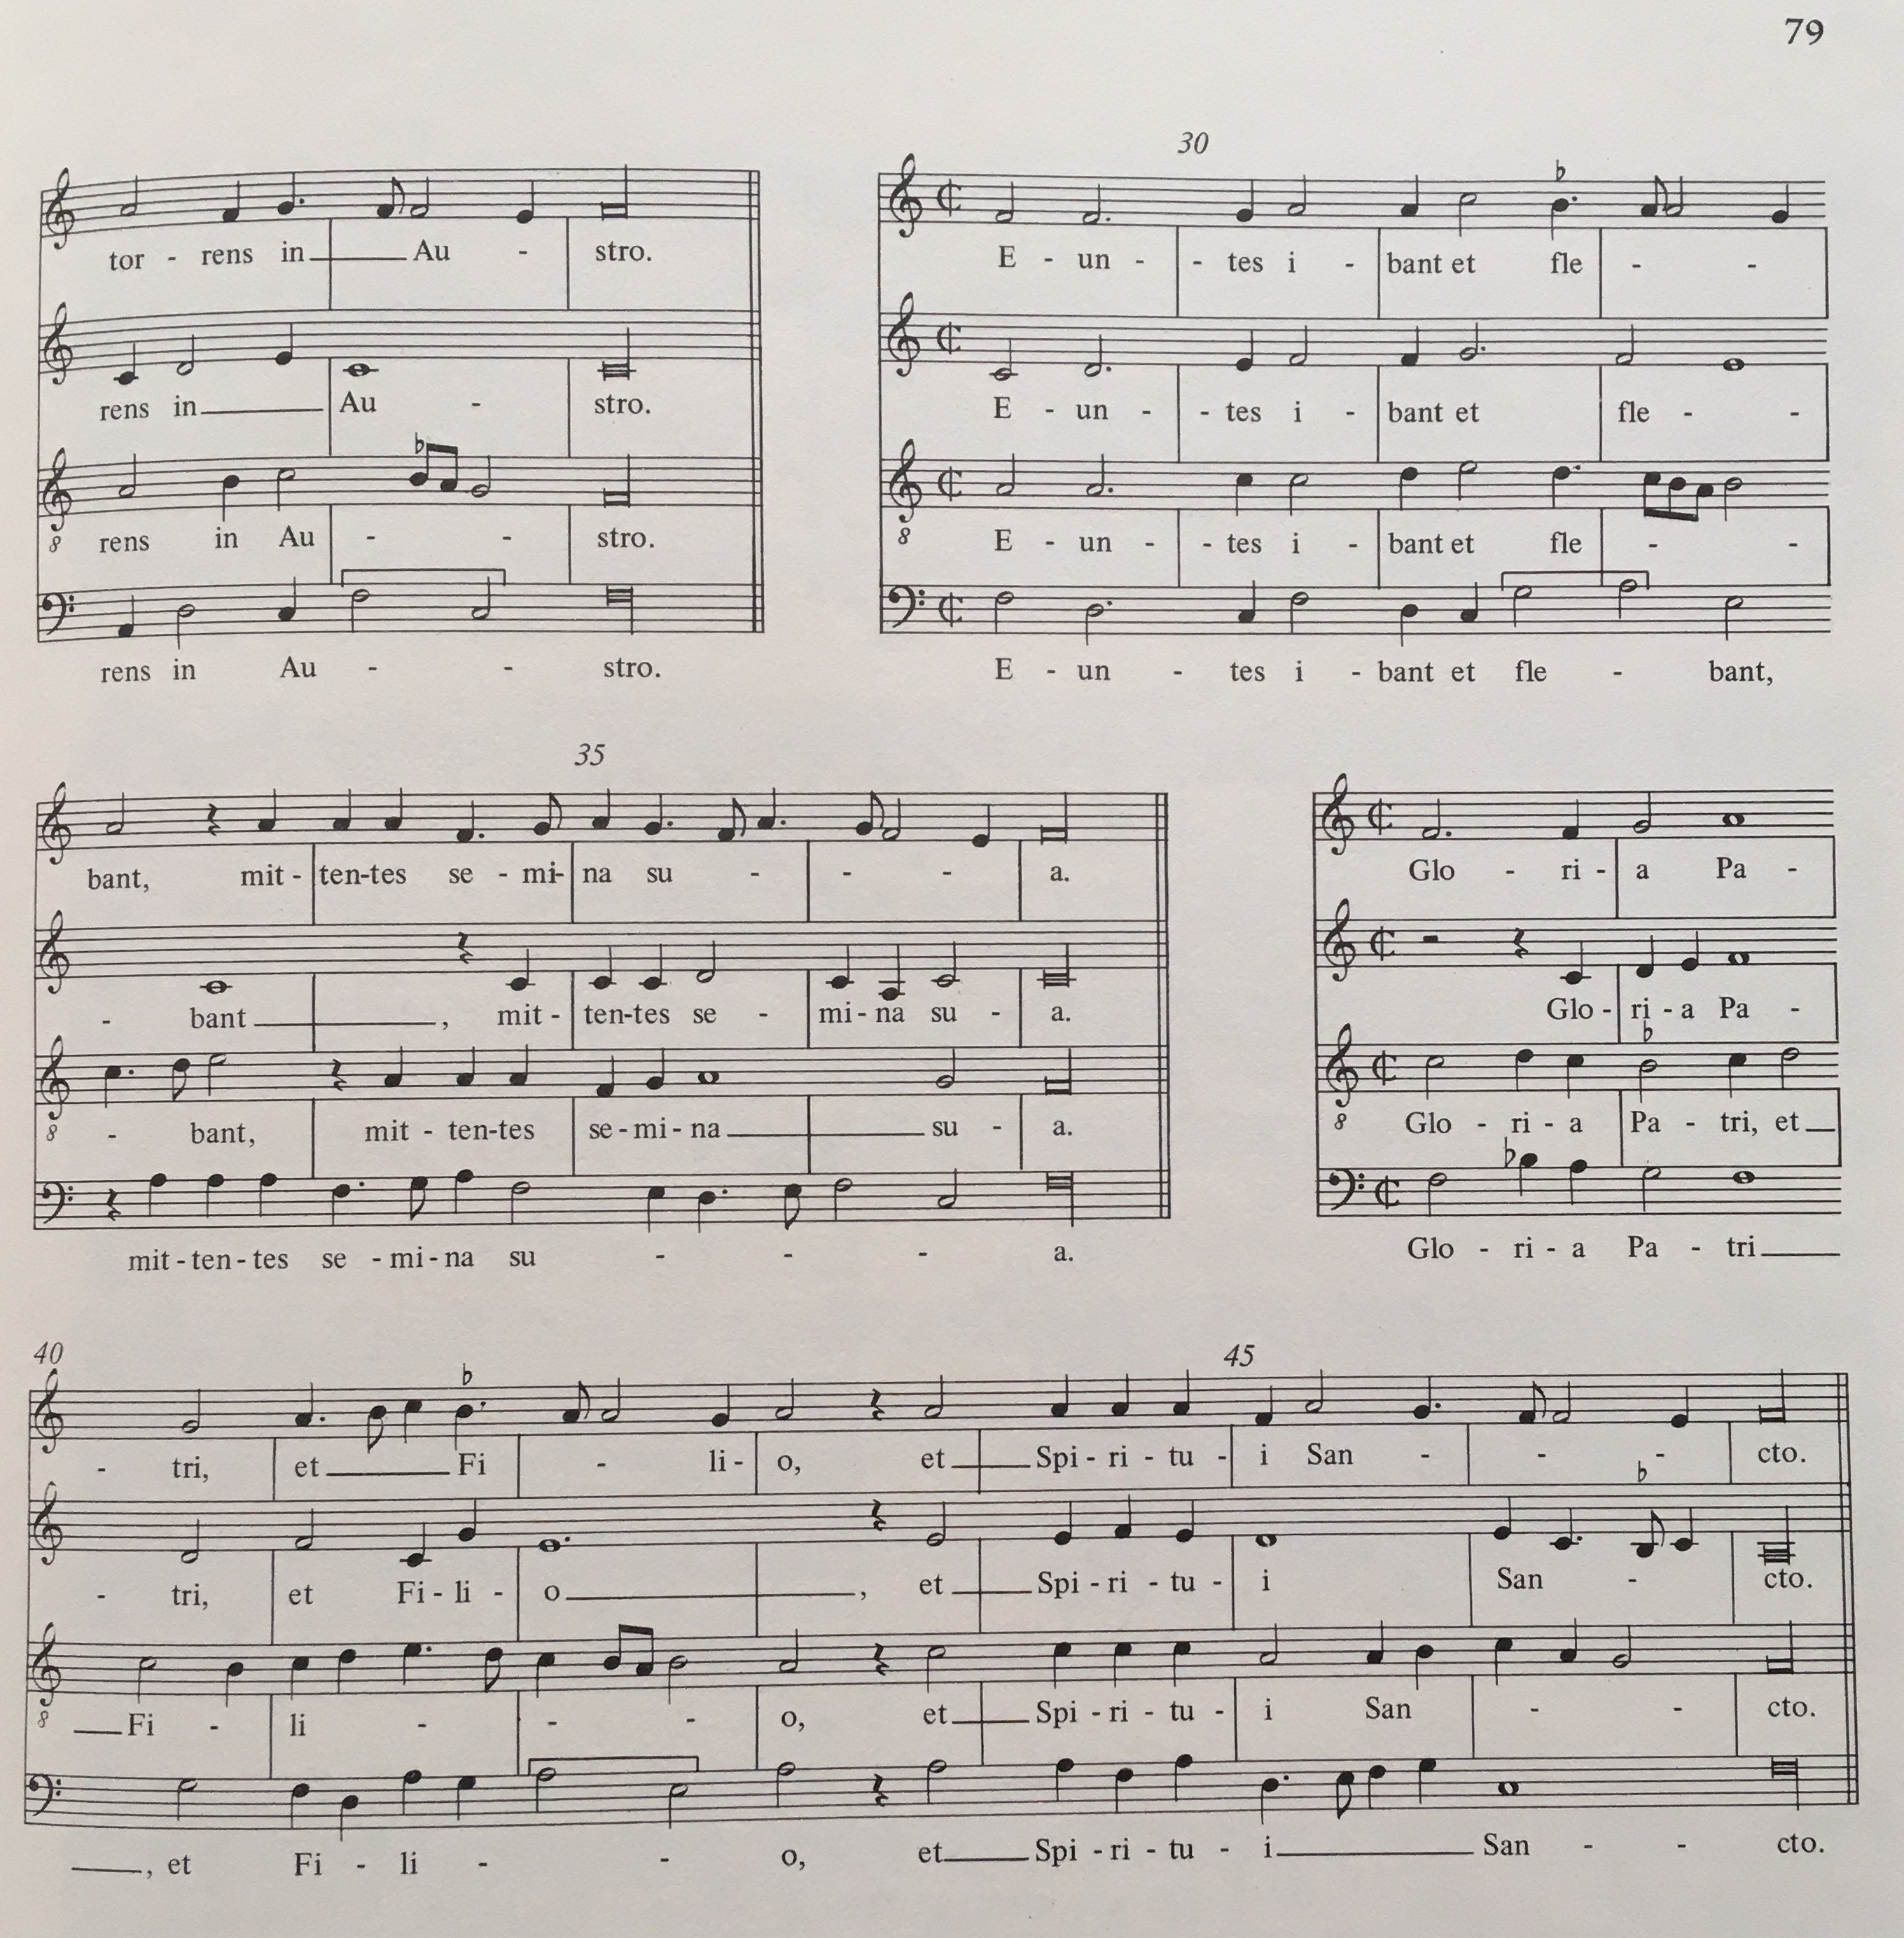 79
30
tor - rens in Au - stro.
E - un - - tes i - bant et fle - -
rens in Au - stro.
E - un - - tes i - bant et fle - -
8 rens in Au - - stro.
8 E - un - - tes i - bant et fle - -
rens in Au - - stro.
E - un - tes i - bant et fle - bant,
35
bant, mit - ten-tes se - mi- na su - - - a.
Glo - ri - a Pa -
- bant , mit - ten-tes se - mi - na su - a.
Glo - ri - a Pa -
8 - bant, mit - ten-tes se - mi - na su - a.
8 Glo - ri - a Pa - tri, et
mit - ten - tes se - mi - na su - - - a.
Glo - ri - a Pa - tri
40
45
- tri, et Fi - li- o, et Spi - ri - tu - i San - - - cto.
- tri, et Fi - li - o , et Spi - ri - tu - i San - cto.
8 Fi - li - - - o, et Spi - ri - tu - i San - - cto.
, et Fi - li - - o, et Spi - ri - tu - i San - - cto.